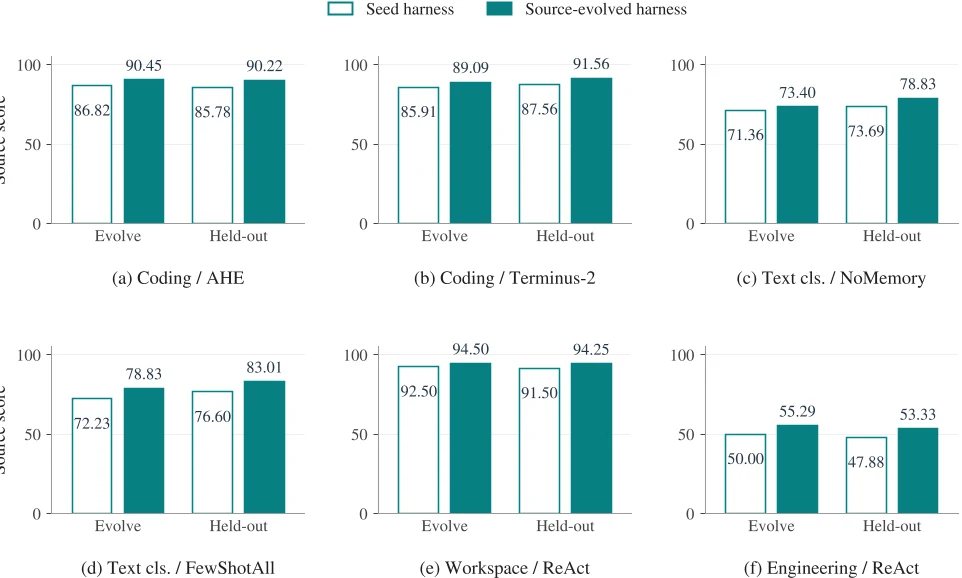 Seed harness Source-evolved harness
Source score
100
50
0
86.82 90.45 85.78 90.22
Evolve Held-out
(a) Coding / AHE
100
50
0
85.91 89.09 87.56 91.56
Evolve Held-out
(b) Coding / Terminus-2
100
50
0
71.36 73.40 73.69 78.83
Evolve Held-out
(c) Text cls. / NoMemory
Source score
100
50
0
72.23 78.83 76.60 83.01
Evolve Held-out
(d) Text cls. / FewShotAll
100
50
0
92.50 94.50 91.50 94.25
Evolve Held-out
(e) Workspace / ReAct
100
50
0
50.00 55.29 47.88 53.33
Evolve Held-out
(f) Engineering / ReAct